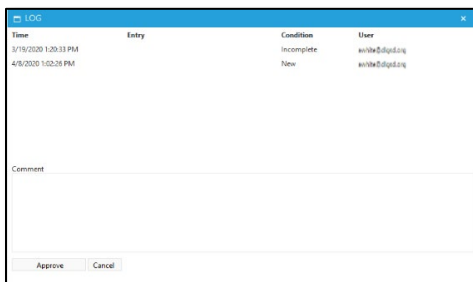 LOG
Time Entry Condition User
3/19/2020 1:20:33 PM Incomplete
4/8/2020 1:02:26 PM New
Comment
Approve Cancel